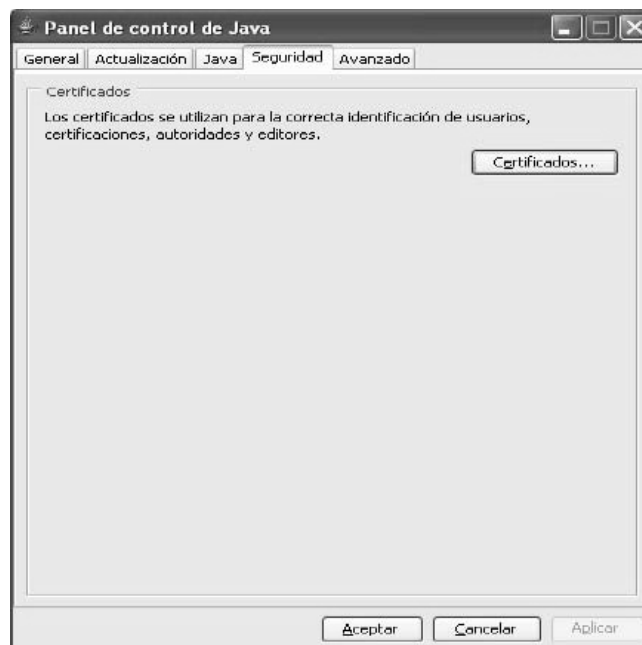 Panel de control de Java
General Actualización Java Seguridad Avanzado
Certificados
Los certificados se utilizan para la correcta identificación de usuarios,
certificaciones, autoridades y editores.
Certificados...
Aceptar Cancelar Aplicar